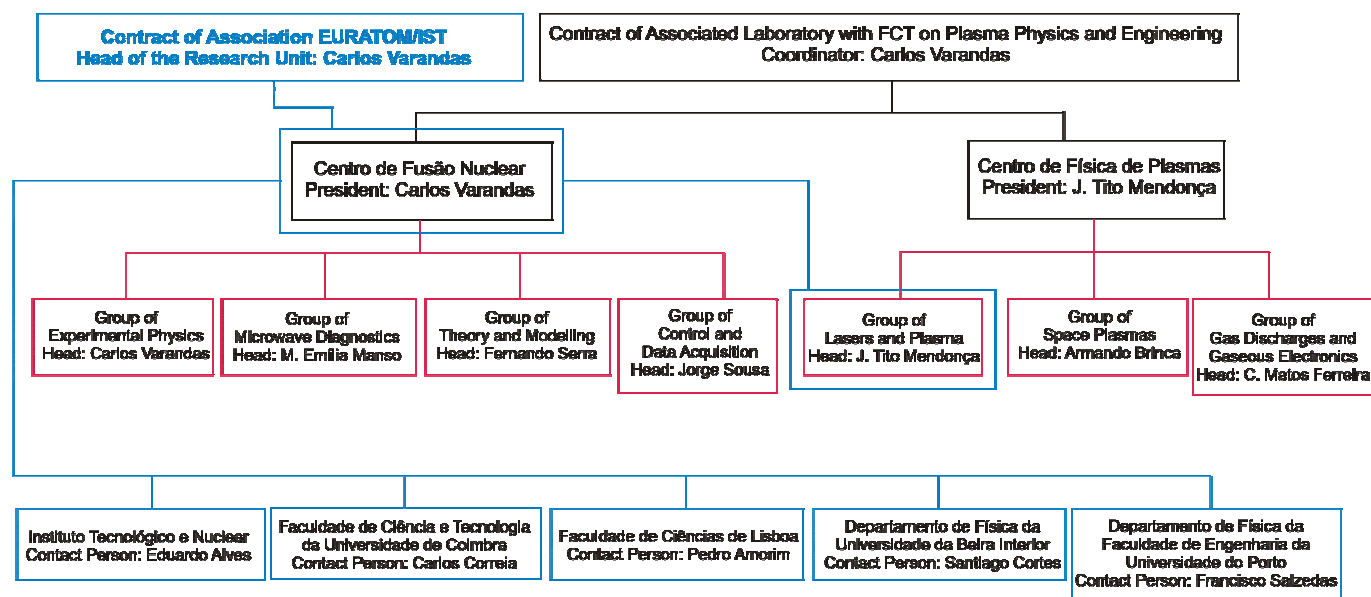 Contract of Association EURATOM/IST
Head of the Research Unit: Carlos Varandas
Contract of Associated Laboratory with FCT on Plasma Physics and Engineering
Coordinator: Carlos Varandas
Centro de Fusão Nuclear
President: Carlos Varandas
Centro de Física de Plasmas
President: J. Tito Mendonça
Group of
Experimental Physics
Head: Carlos Varandas
Group of
Microwave Diagnostics
Head: M. Emília Manso
Group of
Theory and Modelling
Head: Fernando Serra
Group of
Control and
Data Acquisition
Head: Jorge Sousa
Group of
Lasers and Plasma
Head: J. Tito Mendonça
Group of
Space Plasmas
Head: Armando Brinca
Group of
Gas Discharges and
Gaseous Electronics
Head: C. Matos Ferreira
Instituto Tecnológico e Nuclear
Contact Person: Eduardo Alves
Faculdade de Ciência e Tecnologia
da Universidade de Coimbra
Contact Person: Carlos Correia
Faculdade de Ciências de Lisboa
Contact Person: Pedro Amorim
Departamento de Física da
Universidade da Beira Interior
Contact Person: Santiago Cortes
Departamento de Física da
Faculdade de Engenharia da
Universidade do Porto
Contact Person: Francisco Salzedas